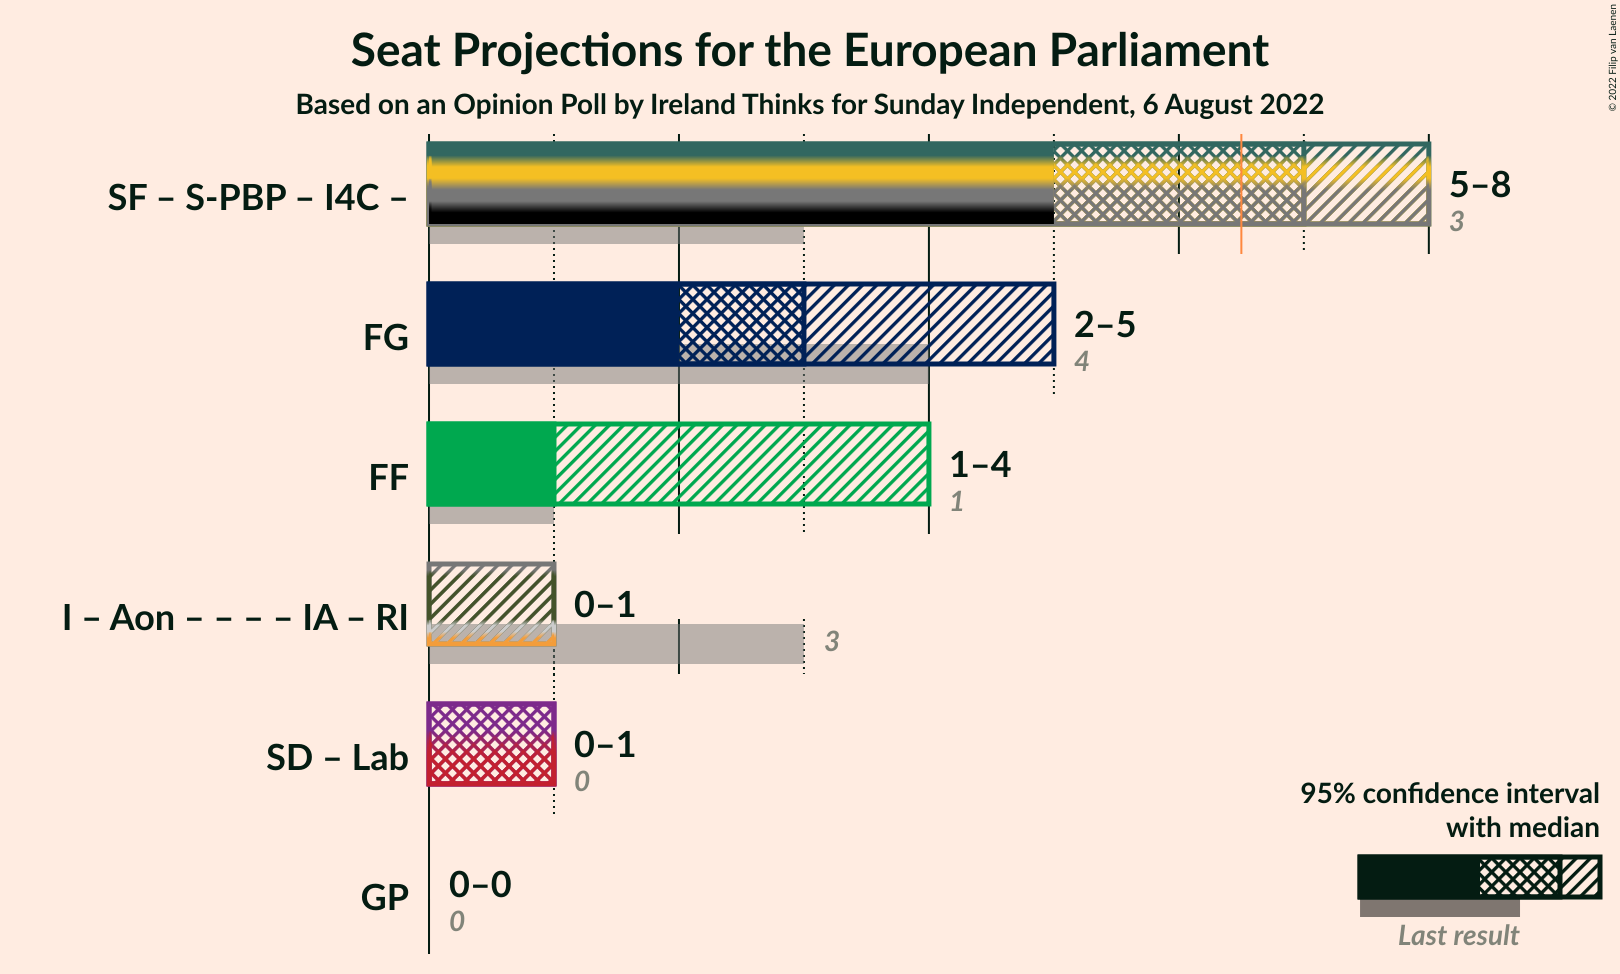 Seat Projections for the European Parliament
Based on an Opinion Poll by Ireland Thinks for Sunday Independent, 6 August 2022
© 2022 Filip van Laenen
SF – S-PBP – I4C –
5–8
3
FG
2–5
4
FF
1–4
1
I – Aon – – – – IA – RI
0–1
3
SD – Lab
0–1
0
GP
0–0
0
95% confidence interval
with median
Last result